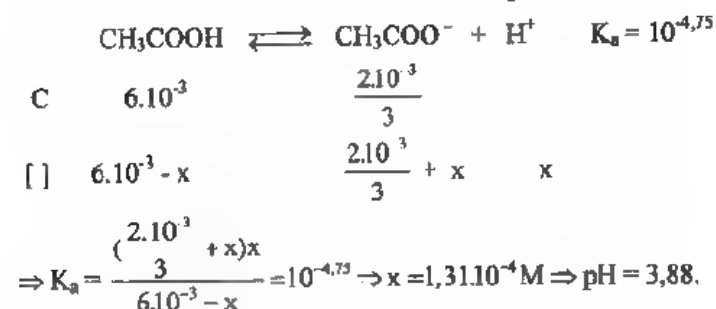 CH₃COOH ⇌ CH₃COO⁻ + H⁺ Kₐ = 10⁻⁴,⁷⁵
C 6.10⁻³ 2.10⁻³/3
[ ] 6.10⁻³ - x 2.10⁻³/3 + x x
⇒ Kₐ = (2.10⁻³/3 + x)x / 6.10⁻³ – x = 10⁻⁴,⁷⁵ → x = 1,31.10⁻⁴ M ⇒ pH = 3,88.